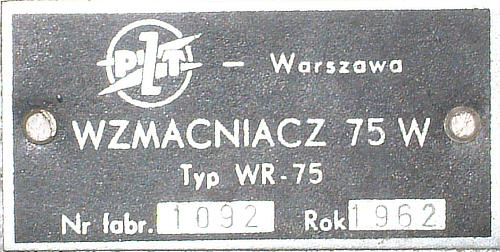 PZT - Warszawa
WZMACNIACZ 75 W
Typ WR-75
Nr fabr. 1092 Rok 1962